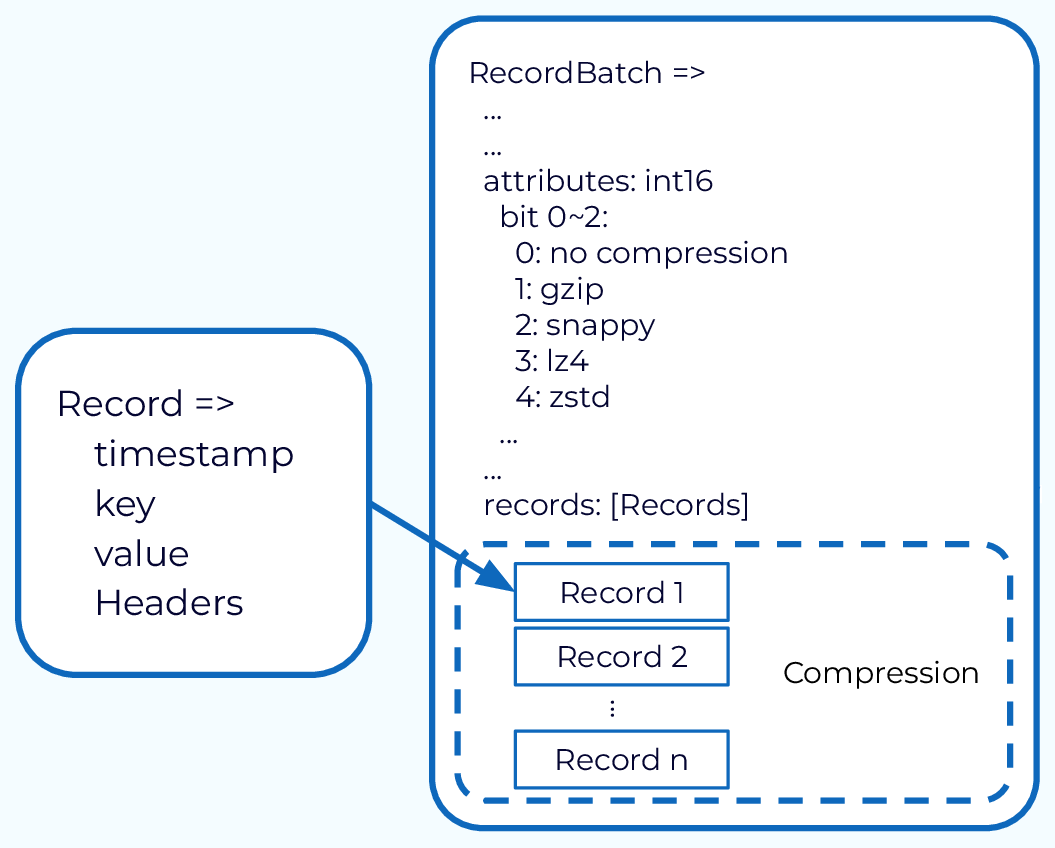 RecordBatch =>
...
...
attributes: int16
bit 0~2:
0: no compression
1: gzip
2: snappy
3: lz4
4: zstd
...
...
records: [Records]
Record =>
timestamp
key
value
Headers
Record 1
Record 2
⋮
Record n
Compression